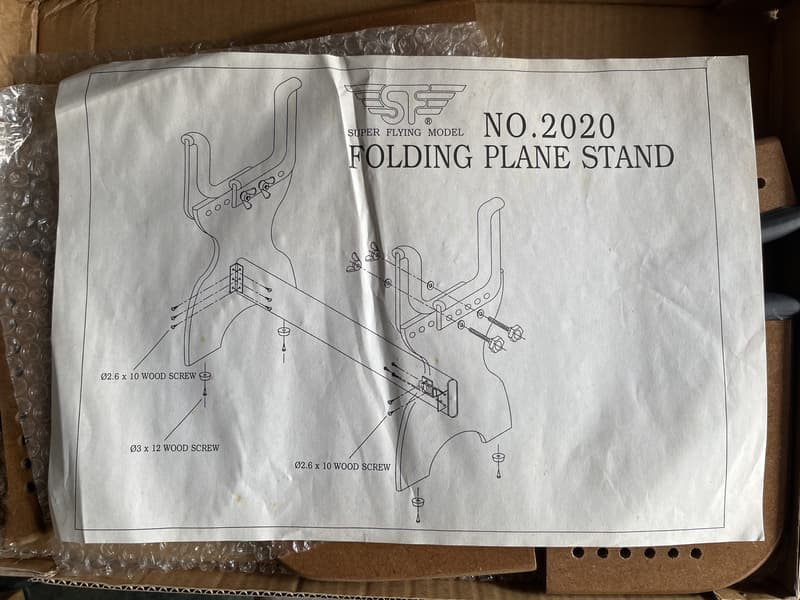 SF®
SUPER FLYING MODEL
NO.2020
FOLDING PLANE STAND
Ø2.6 x 10 WOOD SCREW
Ø3 x 12 WOOD SCREW
Ø2.6 x 10 WOOD SCREW